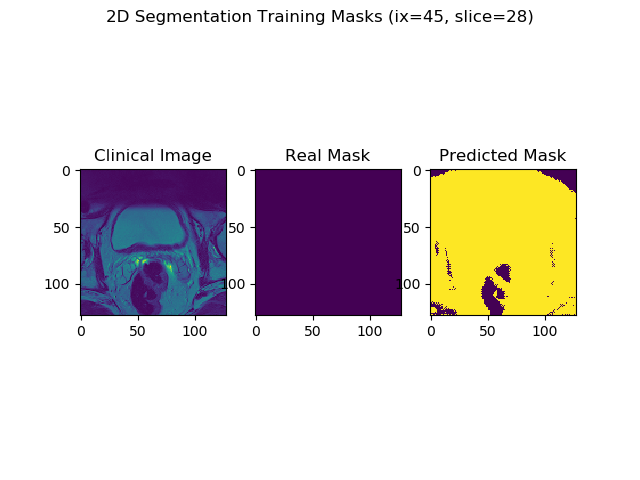 2D Segmentation Training Masks (ix=45, slice=28)
Clinical Image Real Mask Predicted Mask
0 0 0
50 50 50
100 100 100
0 50 100 0 50 100 0 50 100